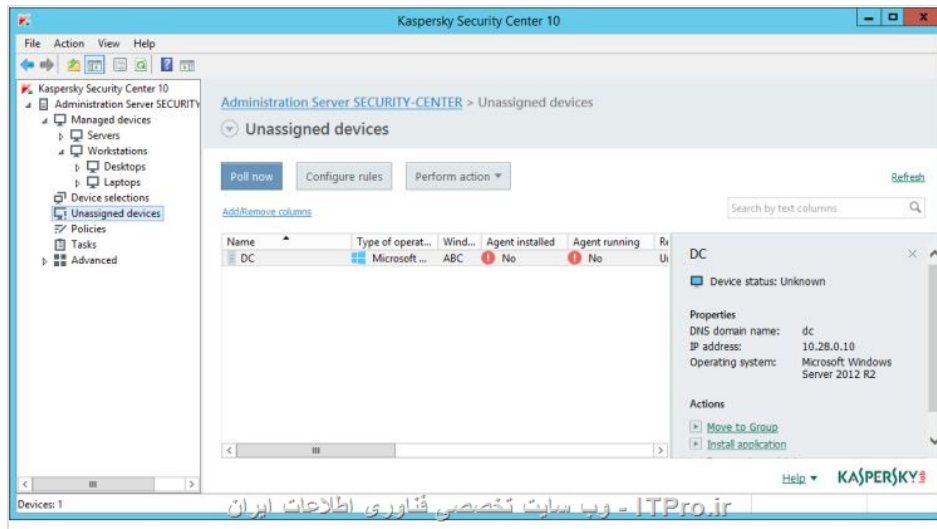 Kaspersky Security Center 10
File Action View Help
Kaspersky Security Center 10
Administration Server SECURITY
Managed devices
Servers
Workstations
Desktops
Laptops
Device selections
Unassigned devices
Policies
Tasks
Advanced
Administration Server SECURITY-CENTER > Unassigned devices
Unassigned devices
Poll now Configure rules Perform action
Refresh
Add/Remove columns
Search by text columns
Name Type of operat... Wind... Agent installed Agent running
DC Microsoft ... ABC No No
DC
Device status: Unknown
Properties
DNS domain name: dc
IP address: 10.28.0.10
Operating system: Microsoft Windows
Server 2012 R2
Actions
Move to Group
Install application
Help KASPERSKY
Devices: 1
ITPro.ir - وب سایت تخصصی فناوری اطلاعات ایران